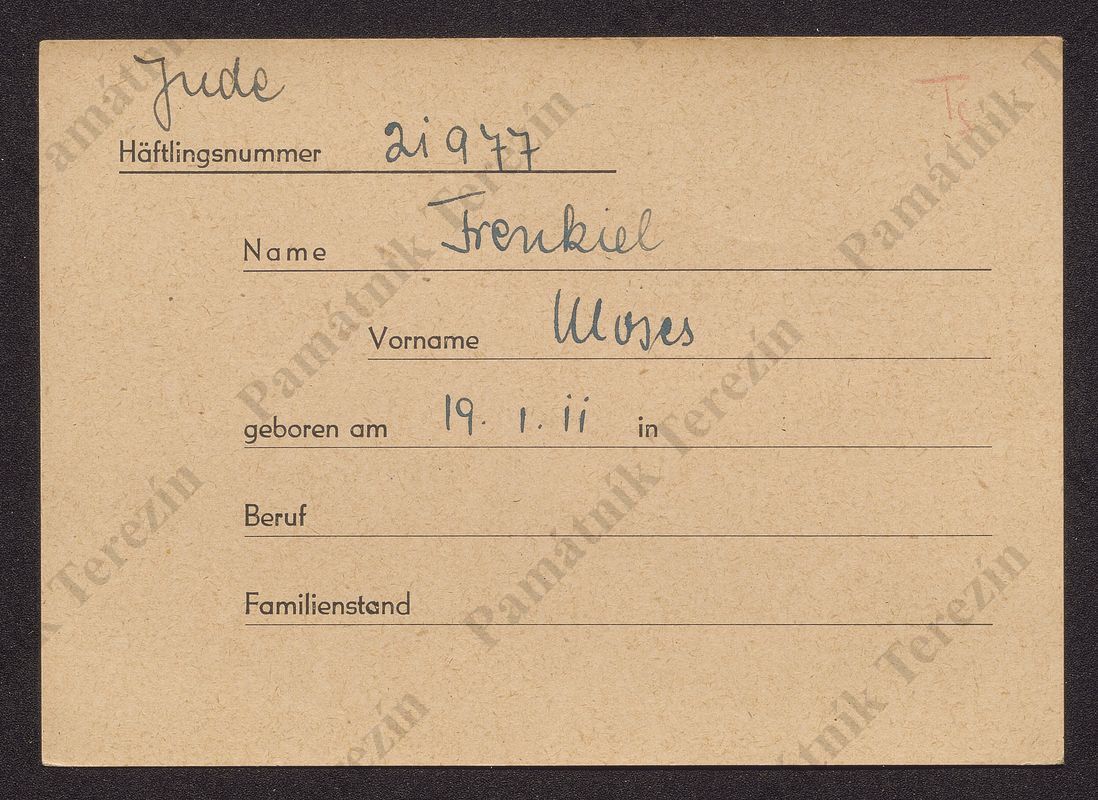 Jude
Häftlingsnummer 21977
Name Frenkiel
Vorname Moses
geboren am 19. 1. 11 in
Beruf
Familienstand
Památník Terezín